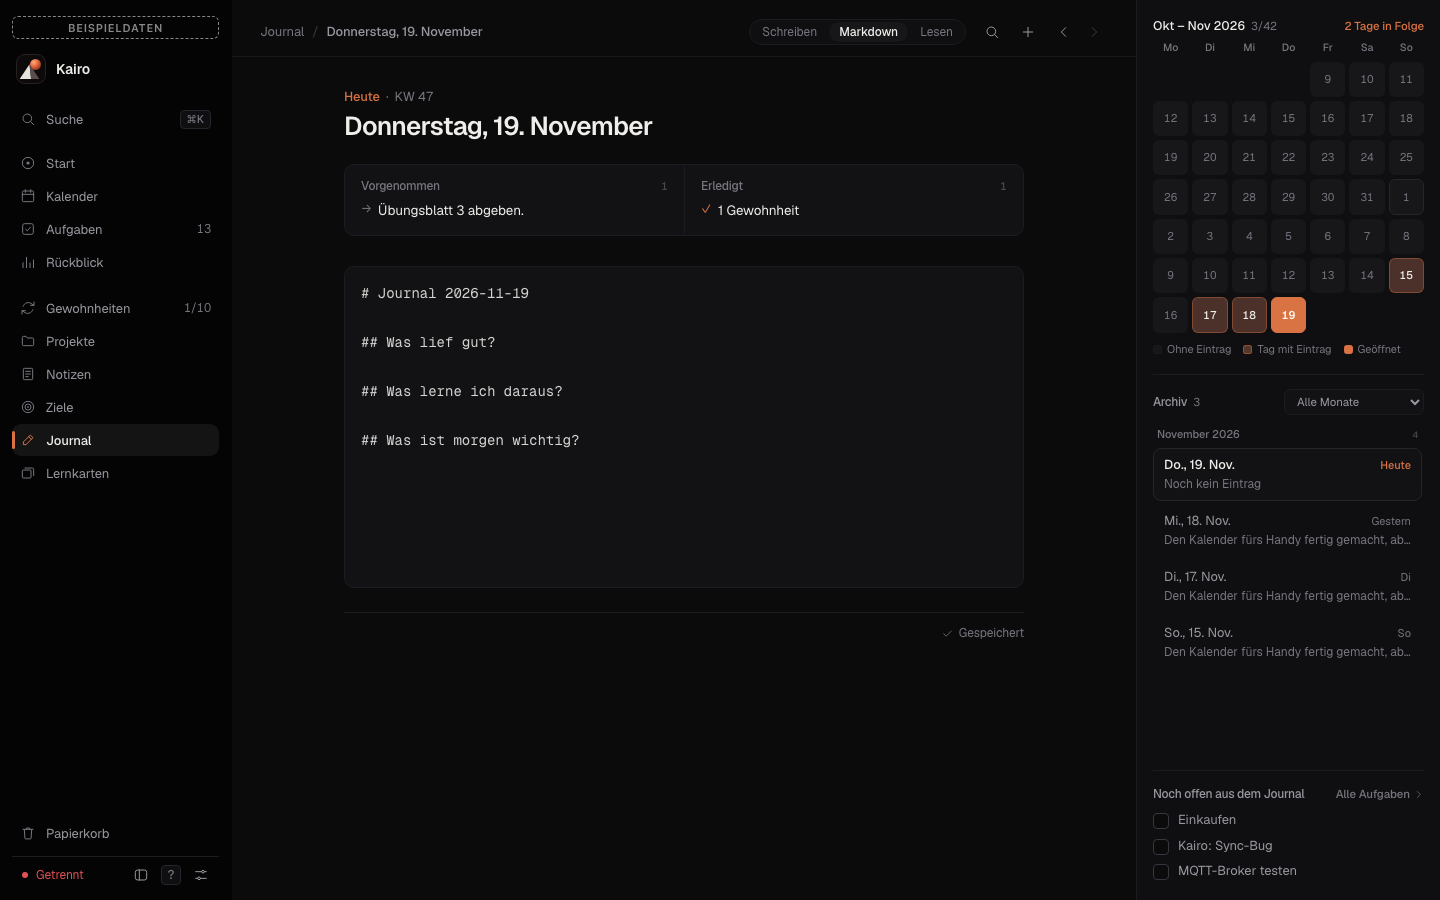 BEISPIELDATEN
Kairo
Suche ⌘K
Start
Kalender
Aufgaben 13
Rückblick
Gewohnheiten 1/10
Projekte
Notizen
Ziele
Journal
Lernkarten
Papierkorb
Getrennt ?
Journal / Donnerstag, 19. November
Schreiben Markdown Lesen
Heute · KW 47
Donnerstag, 19. November
Vorgenommen 1
→ Übungsblatt 3 abgeben.
Erledigt 1
✓ 1 Gewohnheit
# Journal 2026-11-19
## Was lief gut?
## Was lerne ich daraus?
## Was ist morgen wichtig?
✓ Gespeichert
Okt – Nov 2026 3/42 2 Tage in Folge
Mo Di Mi Do Fr Sa So
9 10 11
12 13 14 15 16 17 18
19 20 21 22 23 24 25
26 27 28 29 30 31 1
2 3 4 5 6 7 8
9 10 11 12 13 14 15
16 17 18 19
Ohne Eintrag Tag mit Eintrag Geöffnet
Archiv 3 Alle Monate
November 2026 4
Do., 19. Nov. Heute
Noch kein Eintrag
Mi., 18. Nov. Gestern
Den Kalender fürs Handy fertig gemacht, ab…
Di., 17. Nov. Di
Den Kalender fürs Handy fertig gemacht, ab…
So., 15. Nov. So
Den Kalender fürs Handy fertig gemacht, ab…
Noch offen aus dem Journal Alle Aufgaben
Einkaufen
Kairo: Sync-Bug
MQTT-Broker testen